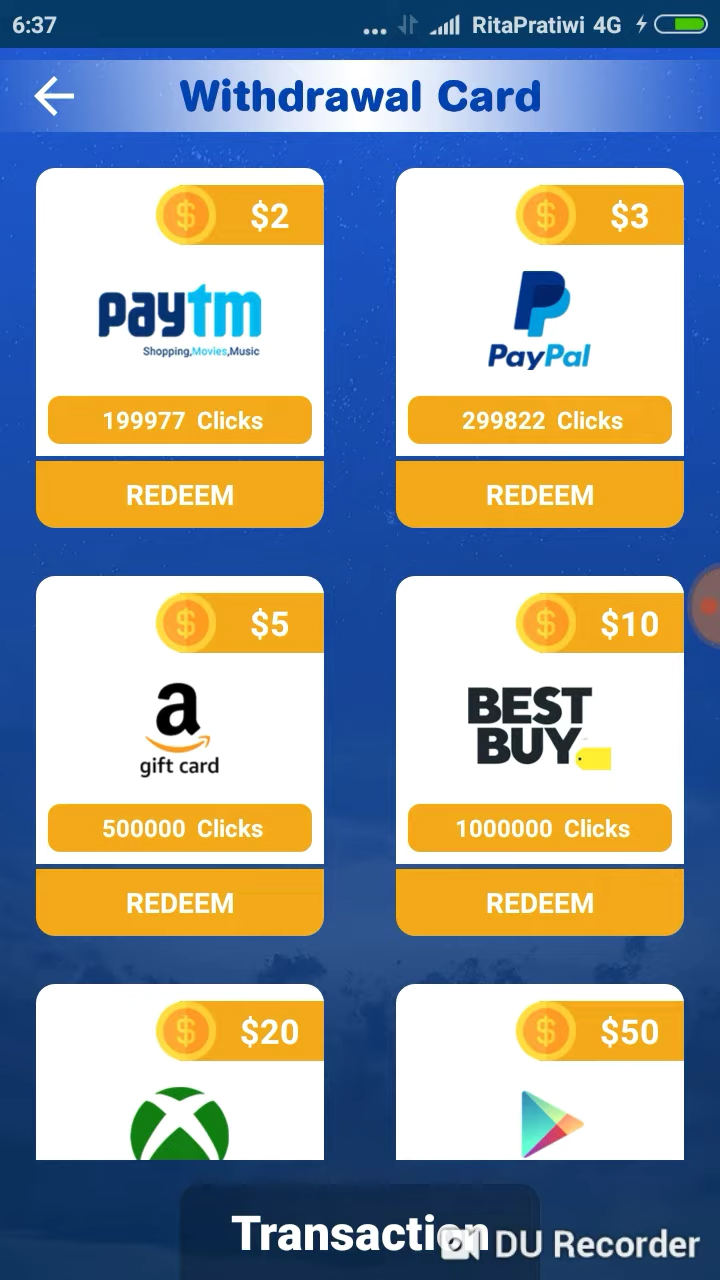 6:37
... RitaPratiwi 4G
Withdrawal Card
$ $2
$ $3
paytm
Shopping,Movies,Music
PayPal
199977 Clicks
299822 Clicks
REDEEM
REDEEM
$ $5
$ $10
a
gift card
BEST
BUY
500000 Clicks
1000000 Clicks
REDEEM
REDEEM
$ $20
$ $50
Transaction
DU Recorder